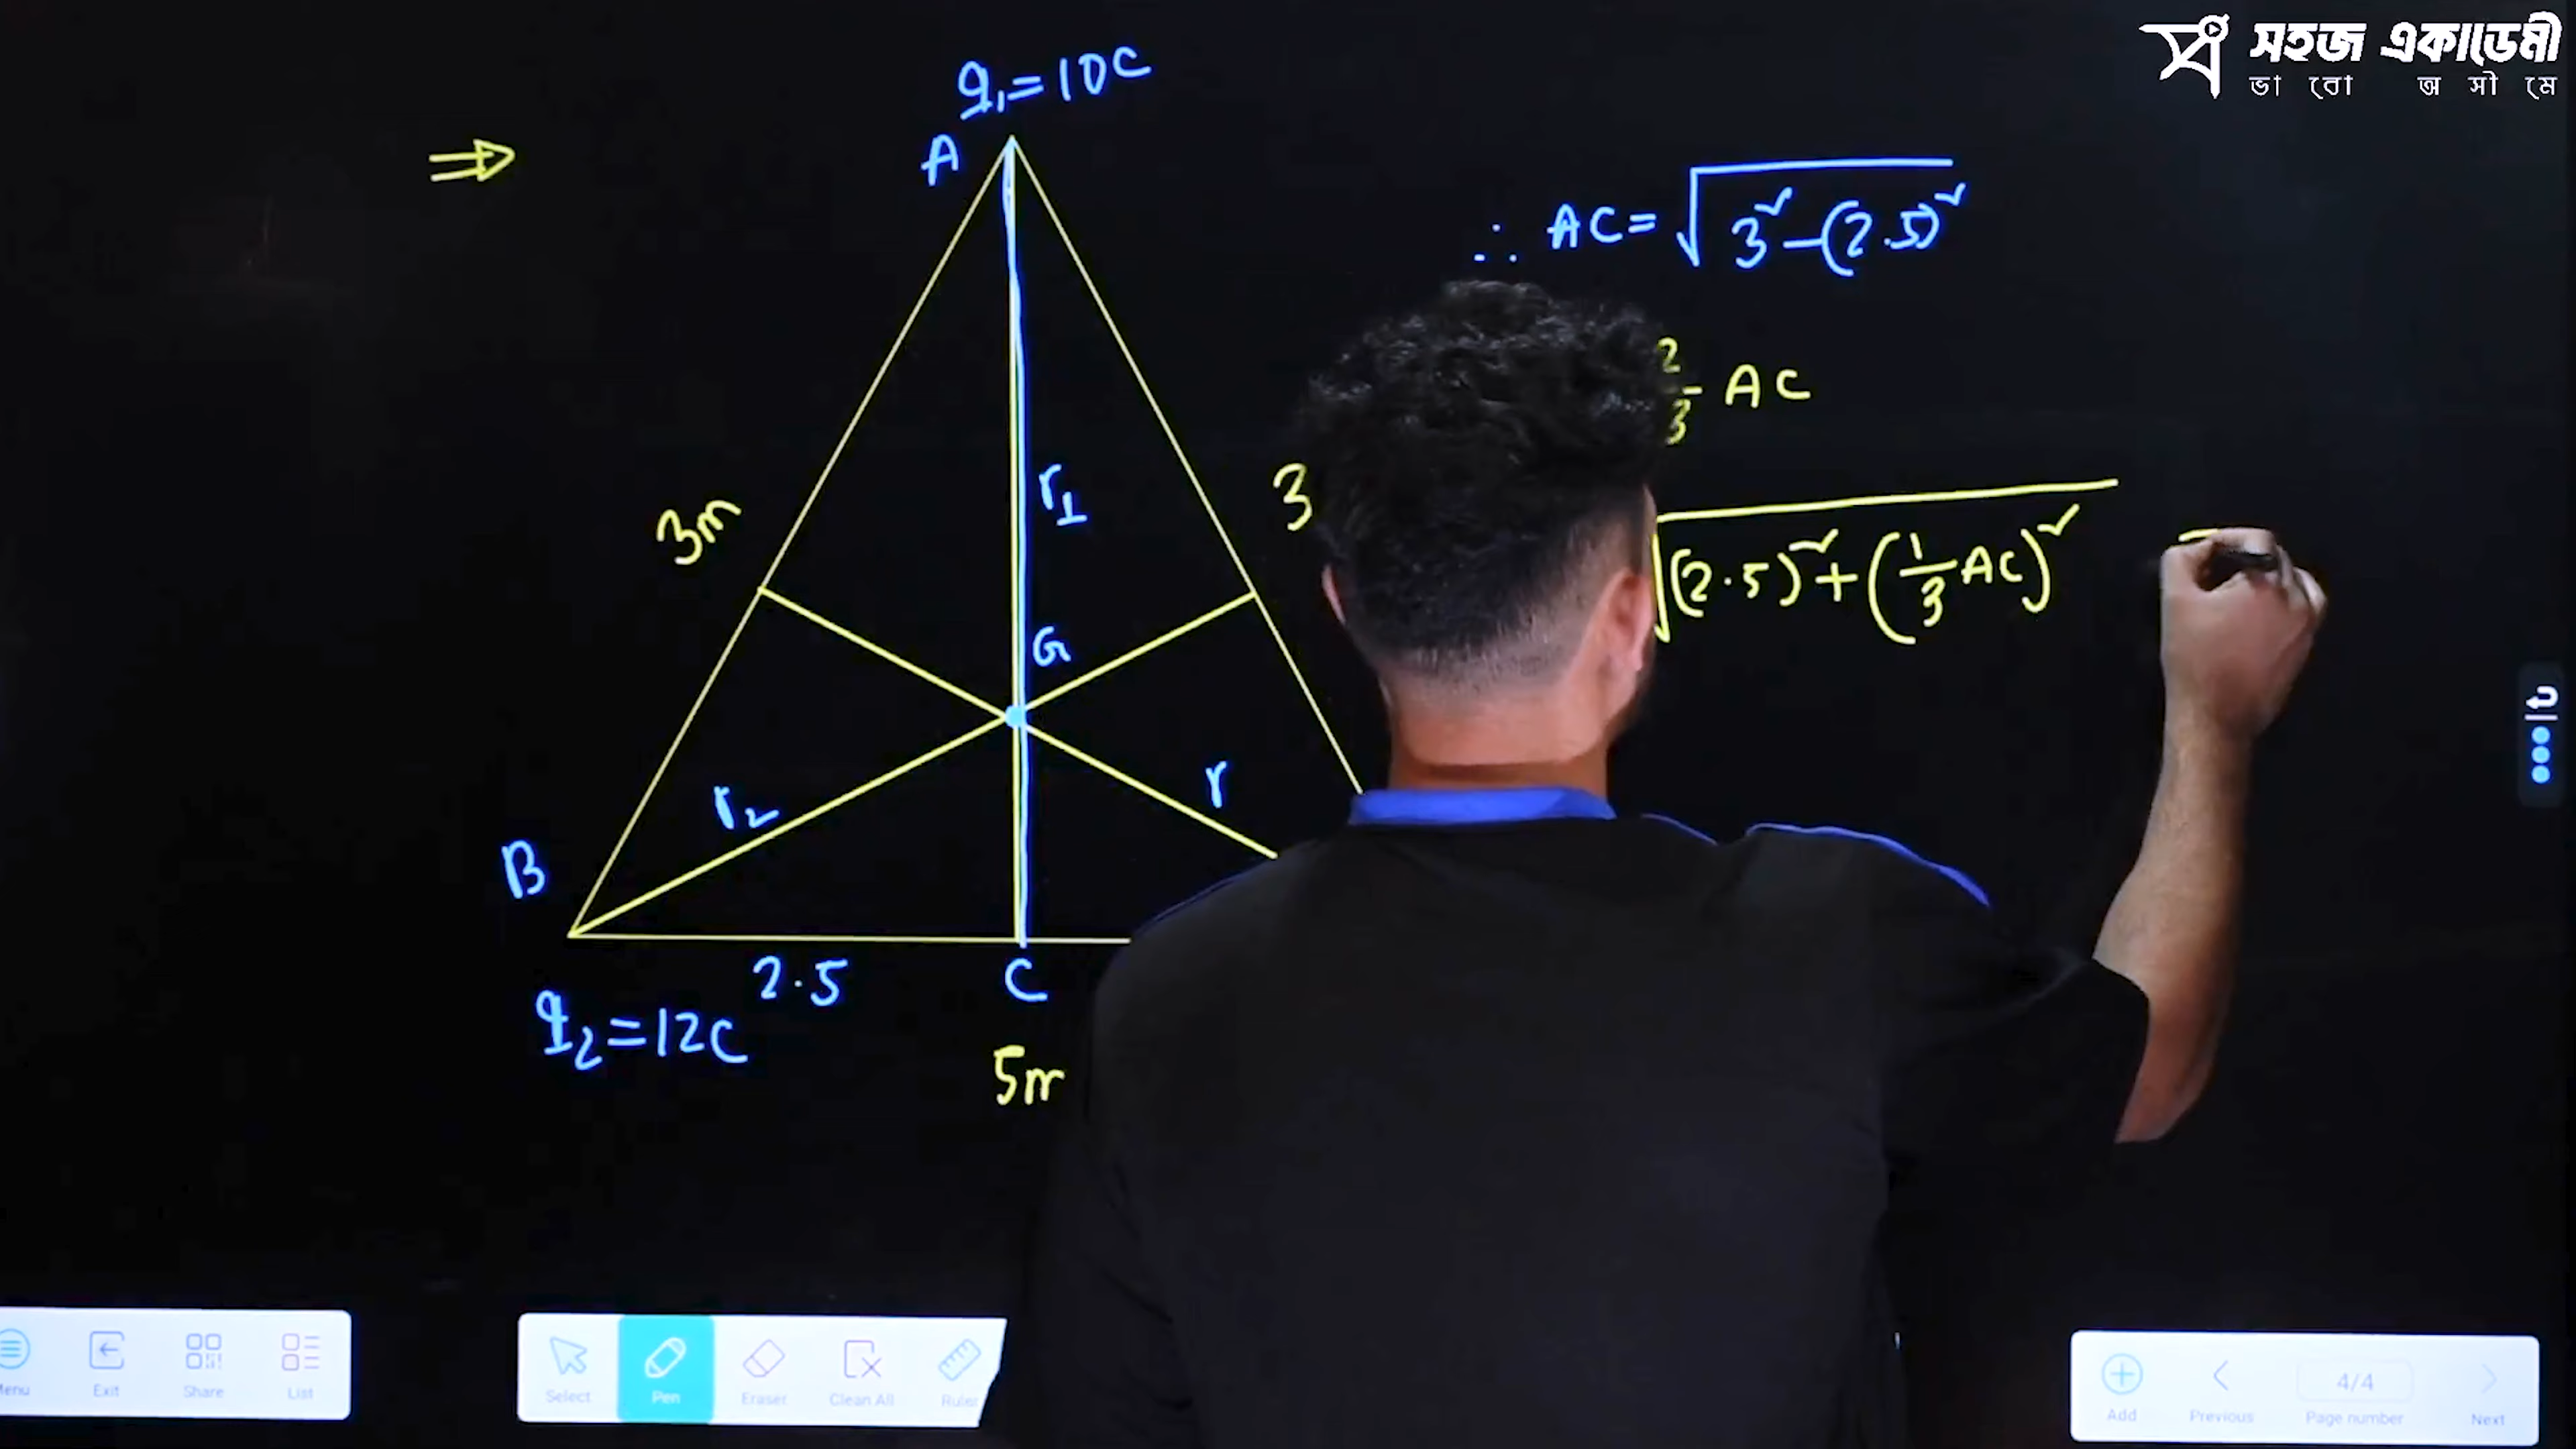 সহজ একাডেমী
ভাবো অসীমে
q₁=10C
A
∴ AC=√3²-(2.5)²
2/3 AC
r₁
3m
3
√(2.5)²+(1/3 AC)²
G
r₂
r
B
2.5
C
q₂=12C
5m
Menu
Exit
Share
List
Select
Pen
Eraser
Clean All
Ruler
Add
Previous
4/4
Page number
Next